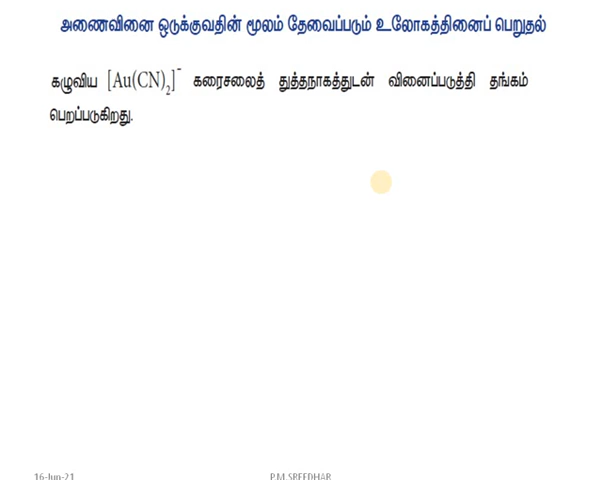 அணைவினை ஒடுக்குவதின் மூலம் தேவைப்படும் உலோகத்தினைப் பெறுதல்
கழுவிய [Au(CN)₂]⁻ கரைசலைத் துத்தநாகத்துடன் வினைப்படுத்தி தங்கம்
பெறப்படுகிறது.
16-Jun-21 P.M.SREEDHAR